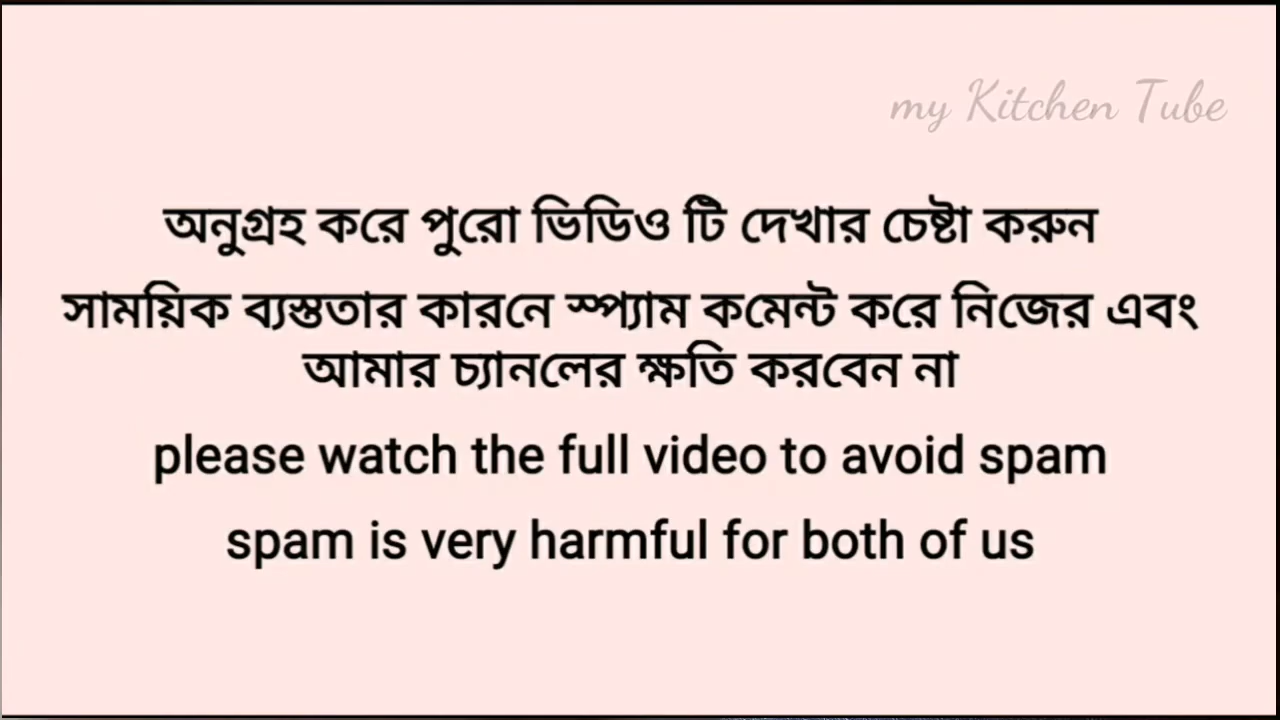 my Kitchen Tube
অনুগ্রহ করে পুরো ভিডিও টি দেখার চেষ্টা করুন
সাময়িক ব্যস্ততার কারনে স্প্যাম কমেন্ট করে নিজের এবং
আমার চ্যানলের ক্ষতি করবেন না
please watch the full video to avoid spam
spam is very harmful for both of us